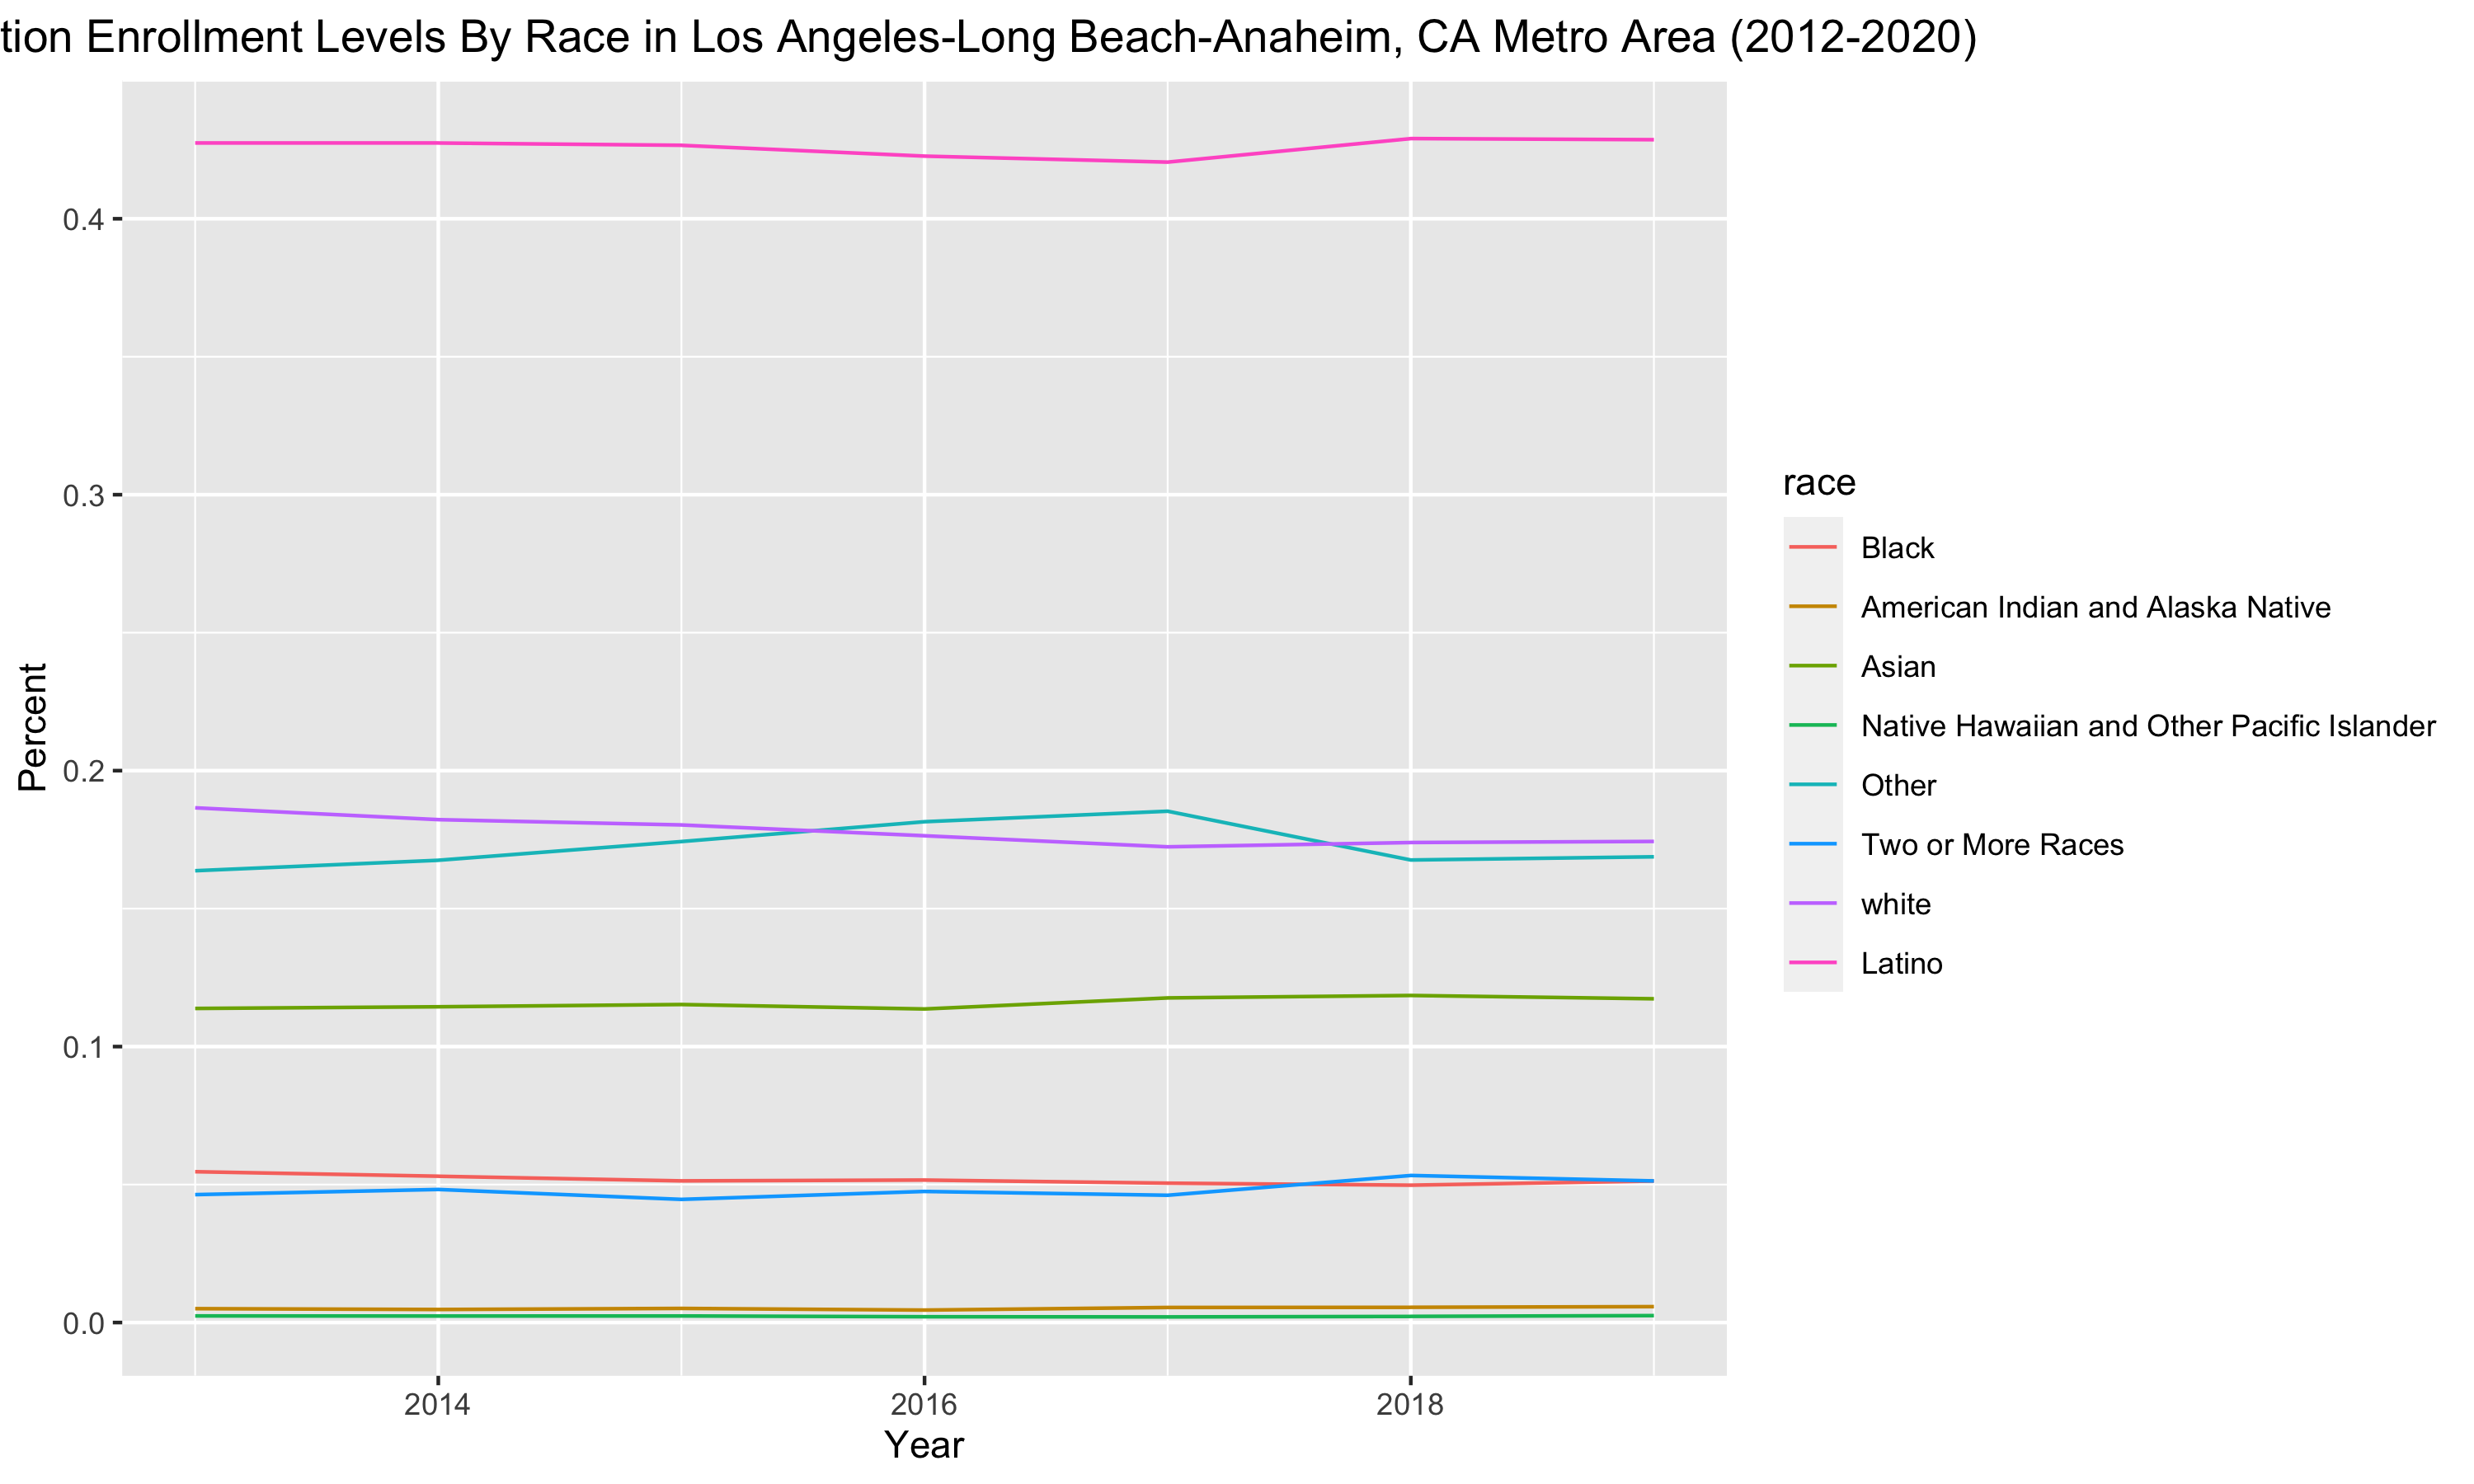 tion Enrollment Levels By Race in Los Angeles-Long Beach-Anaheim, CA Metro Area (2012-2020)
0.4
0.3
0.2
0.1
0.0
Percent
2014 2016 2018
Year
race
Black
American Indian and Alaska Native
Asian
Native Hawaiian and Other Pacific Islander
Other
Two or More Races
white
Latino